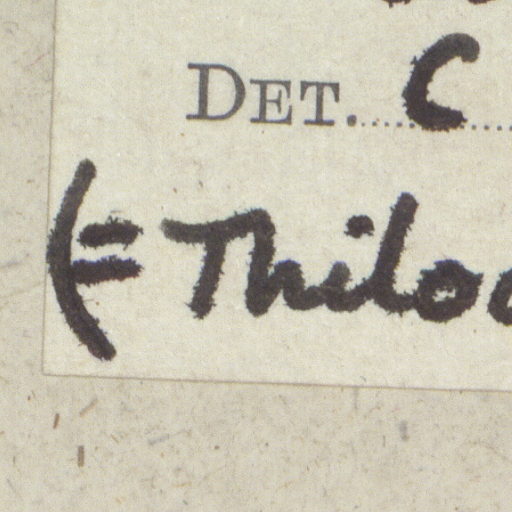 DET. C
(= Thilo